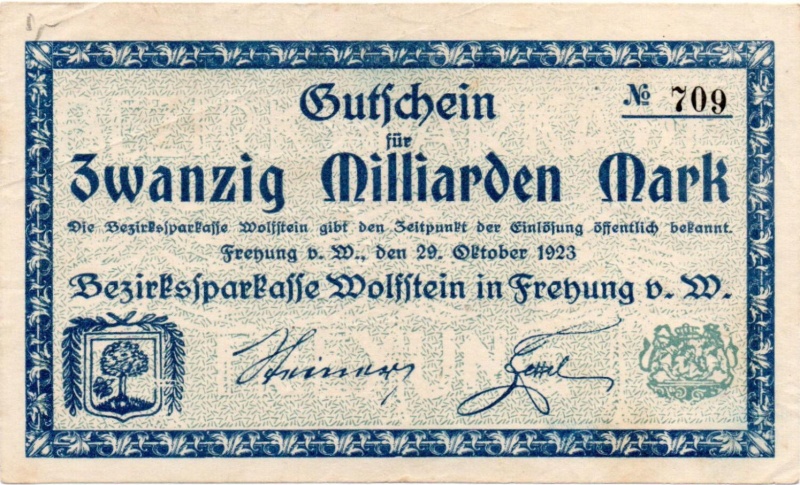 Gutschein
№ 709
für
Zwanzig Milliarden Mark
Die Bezirkssparkasse Wolfstein gibt den Zeitpunkt der Einlösung öffentlich bekannt.
Freyung v. W., den 29. Oktober 1923
Bezirkssparkasse Wolfstein in Freyung v. W.
Steiner